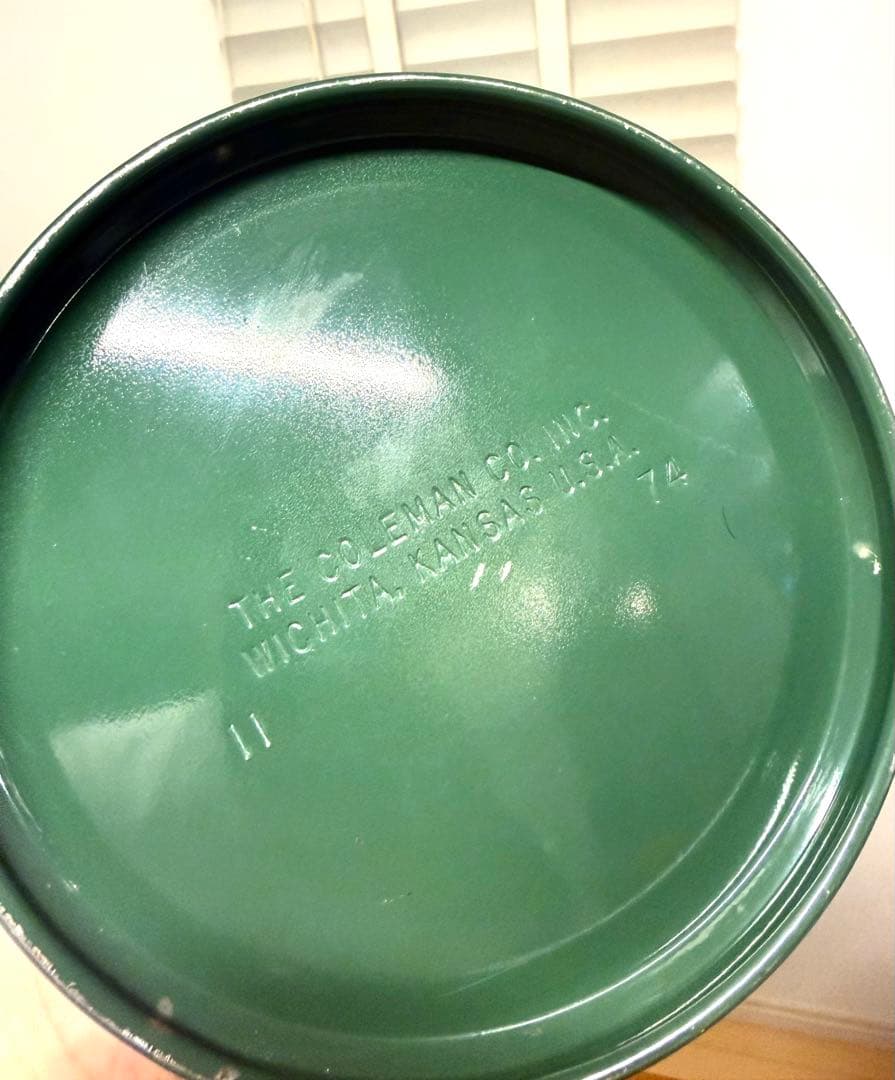 THE COLEMAN CO. INC.
WICHITA, KANSAS U.S.A.
11 74